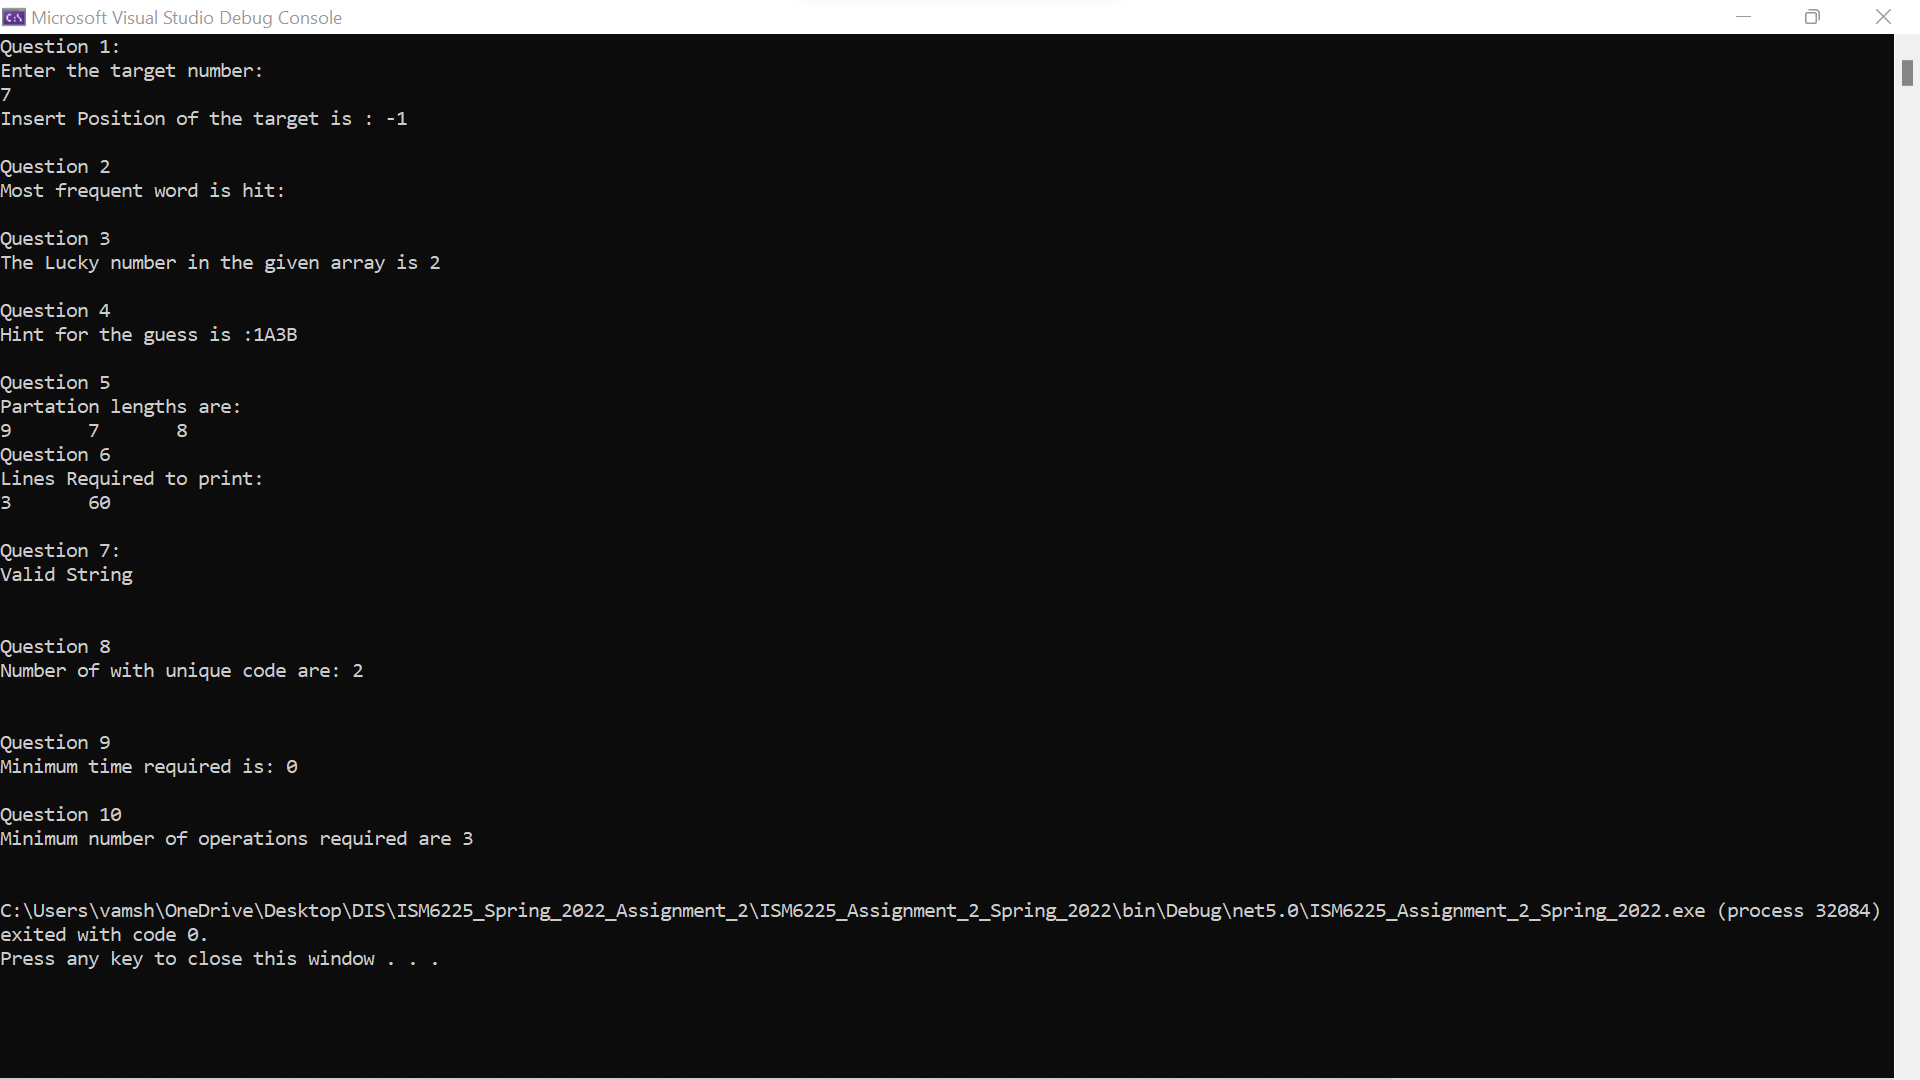 Microsoft Visual Studio Debug Console
Question 1:
Enter the target number:
7
Insert Position of the target is : -1
Question 2
Most frequent word is hit:
Question 3
The Lucky number in the given array is 2
Question 4
Hint for the guess is :1A3B
Question 5
Partation lengths are:
9 7 8
Question 6
Lines Required to print:
3 60
Question 7:
Valid String
Question 8
Number of with unique code are: 2
Question 9
Minimum time required is: 0
Question 10
Minimum number of operations required are 3
C:\Users\vamsh\OneDrive\Desktop\DIS\ISM6225_Spring_2022_Assignment_2\ISM6225_Assignment_2_Spring_2022\bin\Debug\net5.0\ISM6225_Assignment_2_Spring_2022.exe (process 32084)
exited with code 0.
Press any key to close this window . . .